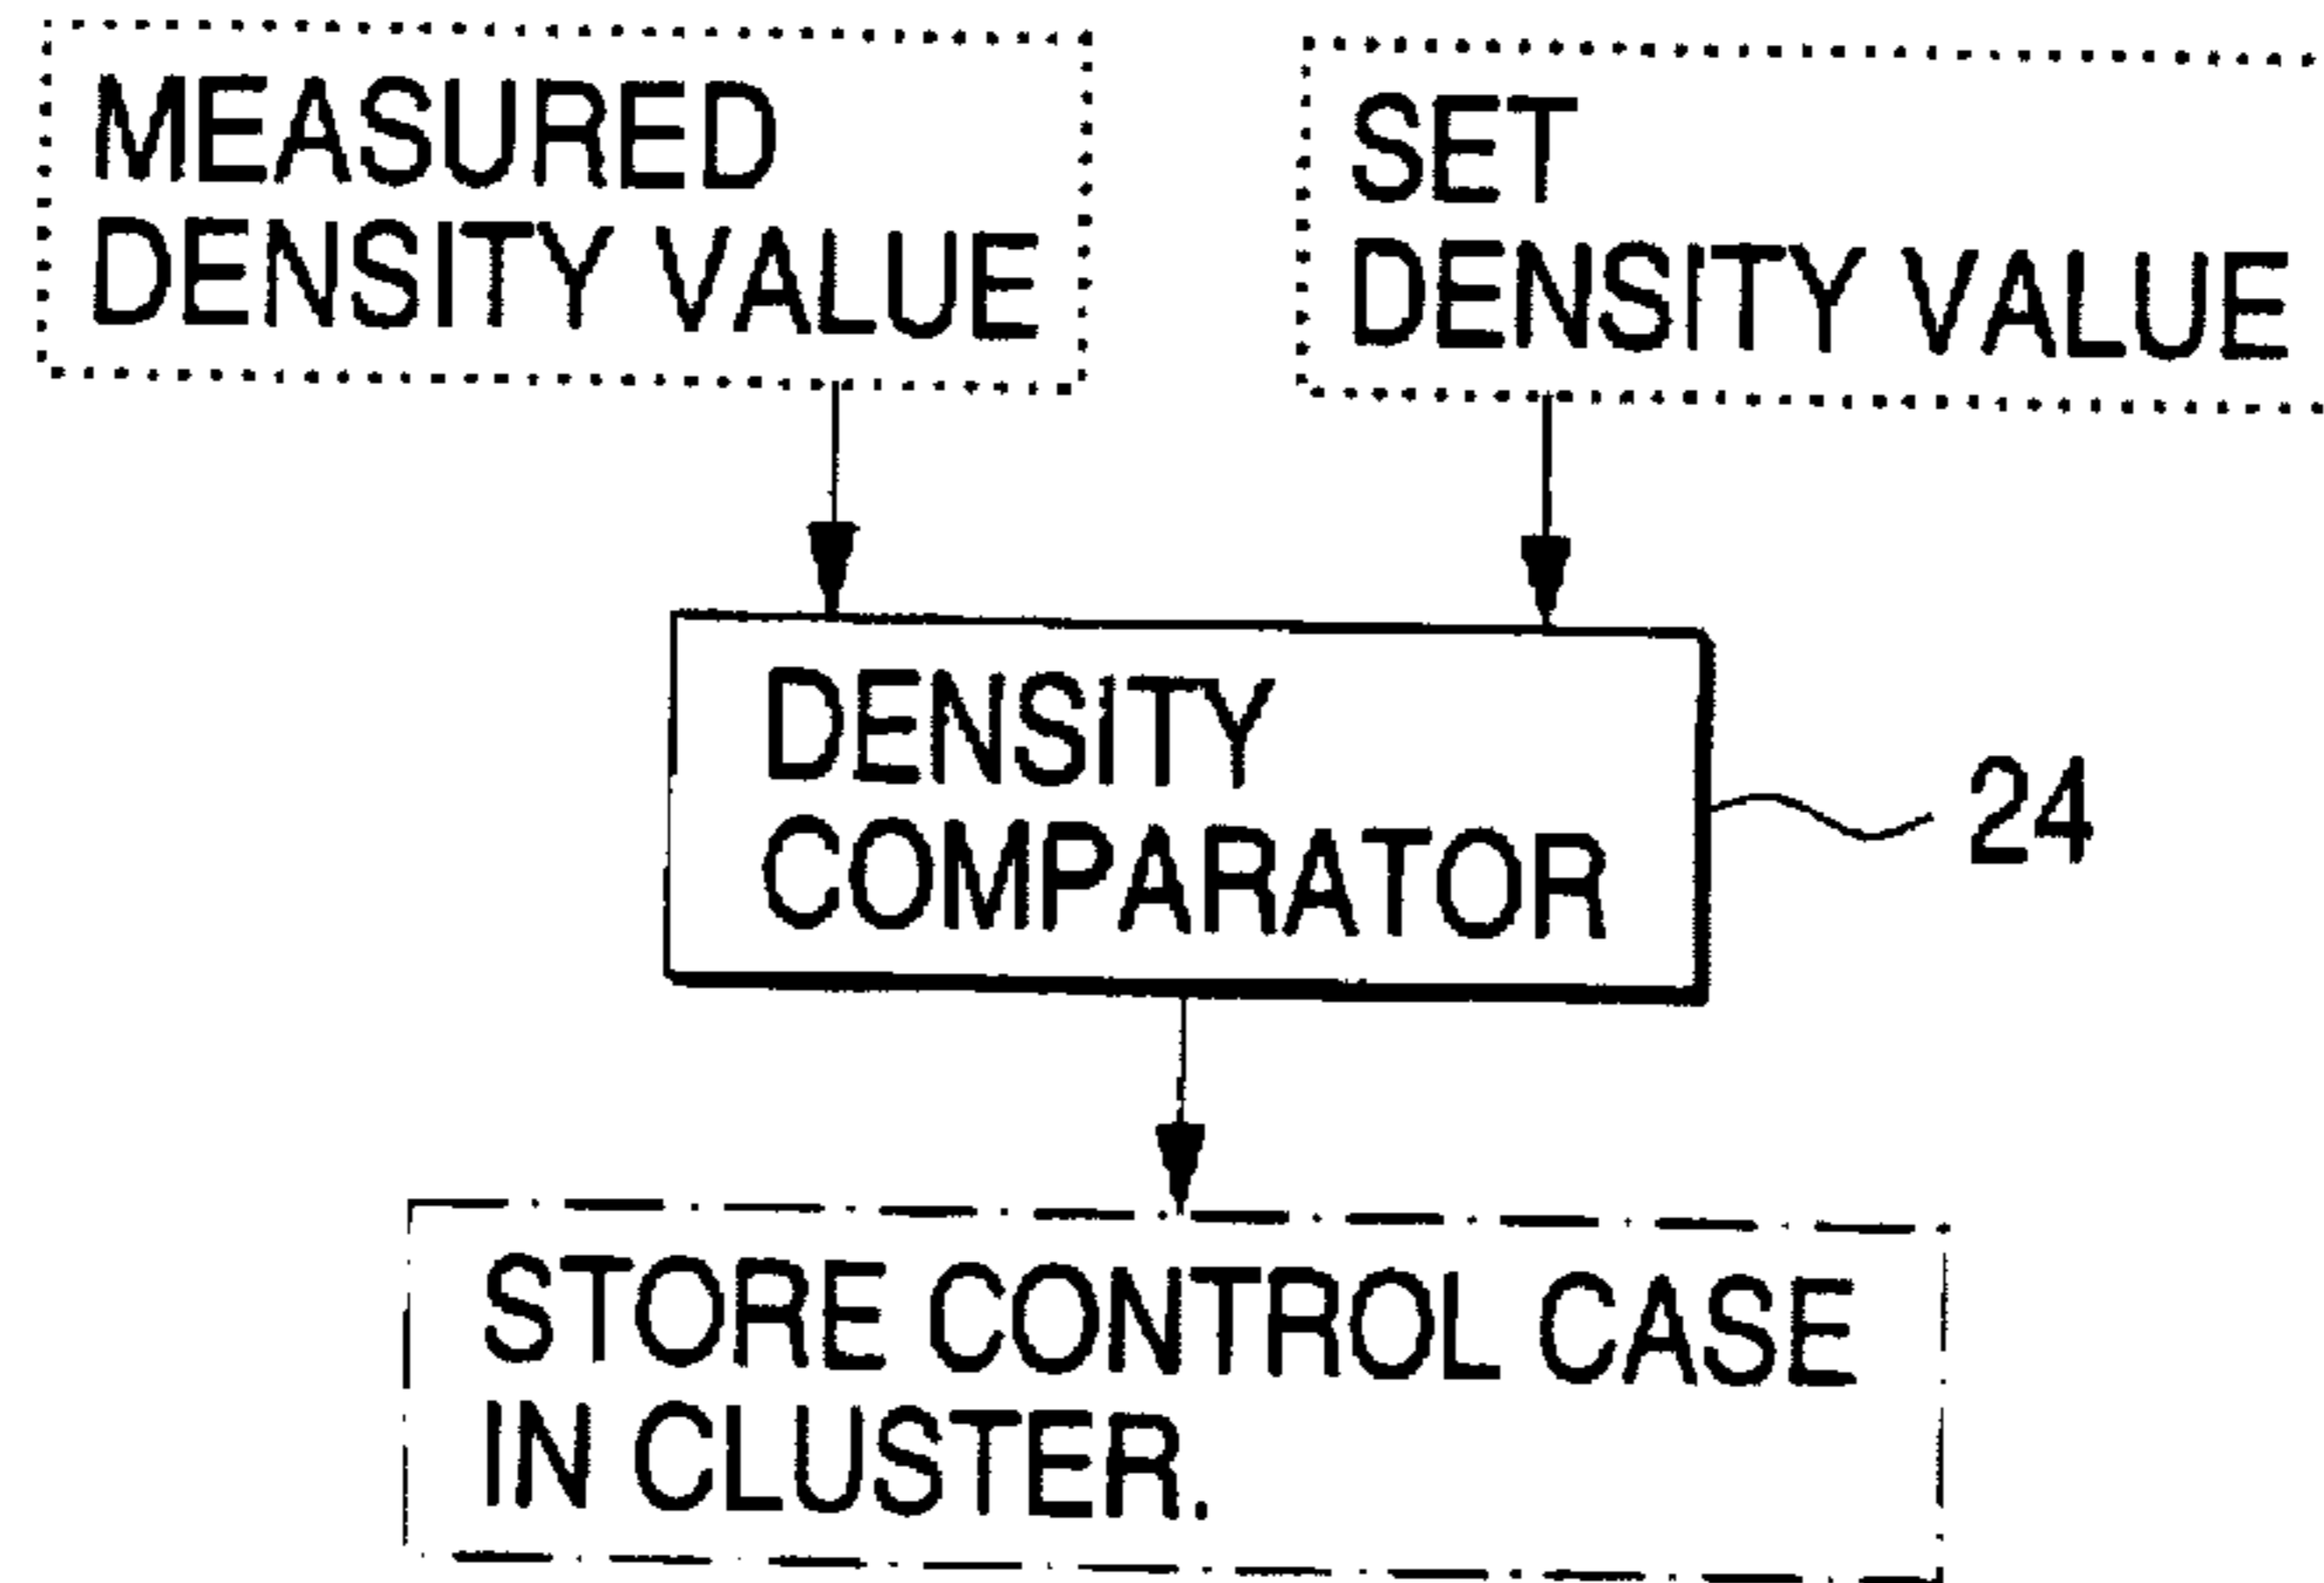 MEASURED
DENSITY VALUE
SET
DENSITY VALUE
DENSITY
COMPARATOR
24
STORE CONTROL CASE
IN CLUSTER.